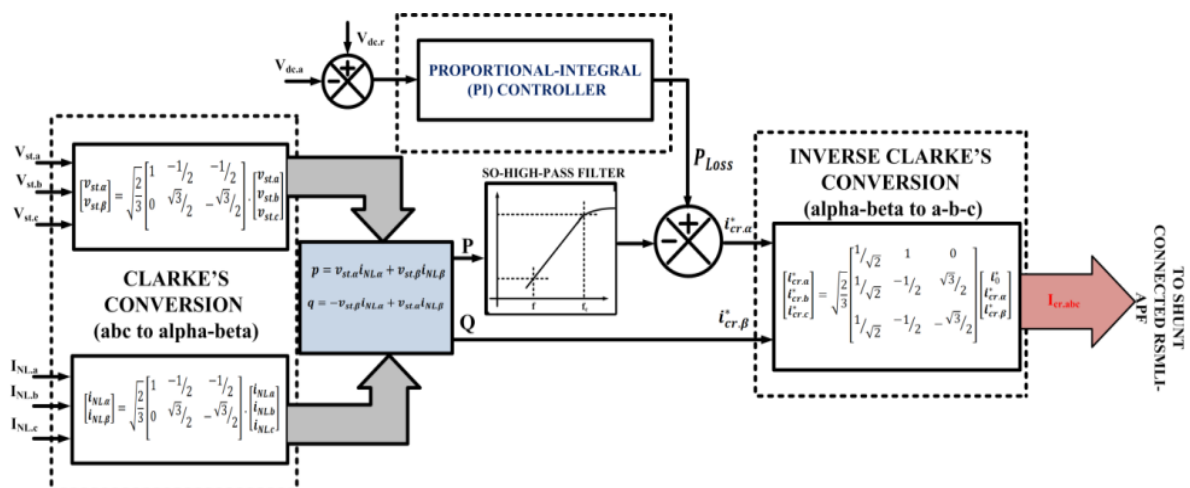 V_dc.r
V_dc.a
PROPORTIONAL-INTEGRAL
(PI) CONTROLLER
P_Loss
V_st.a
V_st.b
V_st.c
[v_st.α v_st.β] = √(2/3) [1 −1/2 −1/2; 0 √3/2 −√3/2] · [v_st.a v_st.b v_st.c]
CLARKE'S
CONVERSION
(abc to alpha-beta)
I_NL.a
I_NL.b
I_NL.c
[i_NL.α i_NL.β] = √(2/3) [1 −1/2 −1/2; 0 √3/2 −√3/2] · [i_NL.a i_NL.b i_NL.c]
p = v_st.α i_NL.α + v_st.β i_NL.β
q = −v_st.β i_NL.α + v_st.α i_NL.β
P
Q
SO-HIGH-PASS FILTER
f
i*_cr.α
i*_cr.β
INVERSE CLARKE'S
CONVERSION
(alpha-beta to a-b-c)
[i*_cr.a i*_cr.b i*_cr.c] = √(2/3) [1/√2 1 0; 1/√2 −1/2 √3/2; 1/√2 −1/2 −√3/2] [i*_0 i*_cr.α i*_cr.β]
I_cr.abc
TO SHUNT
CONNECTED RSMLI-
APF